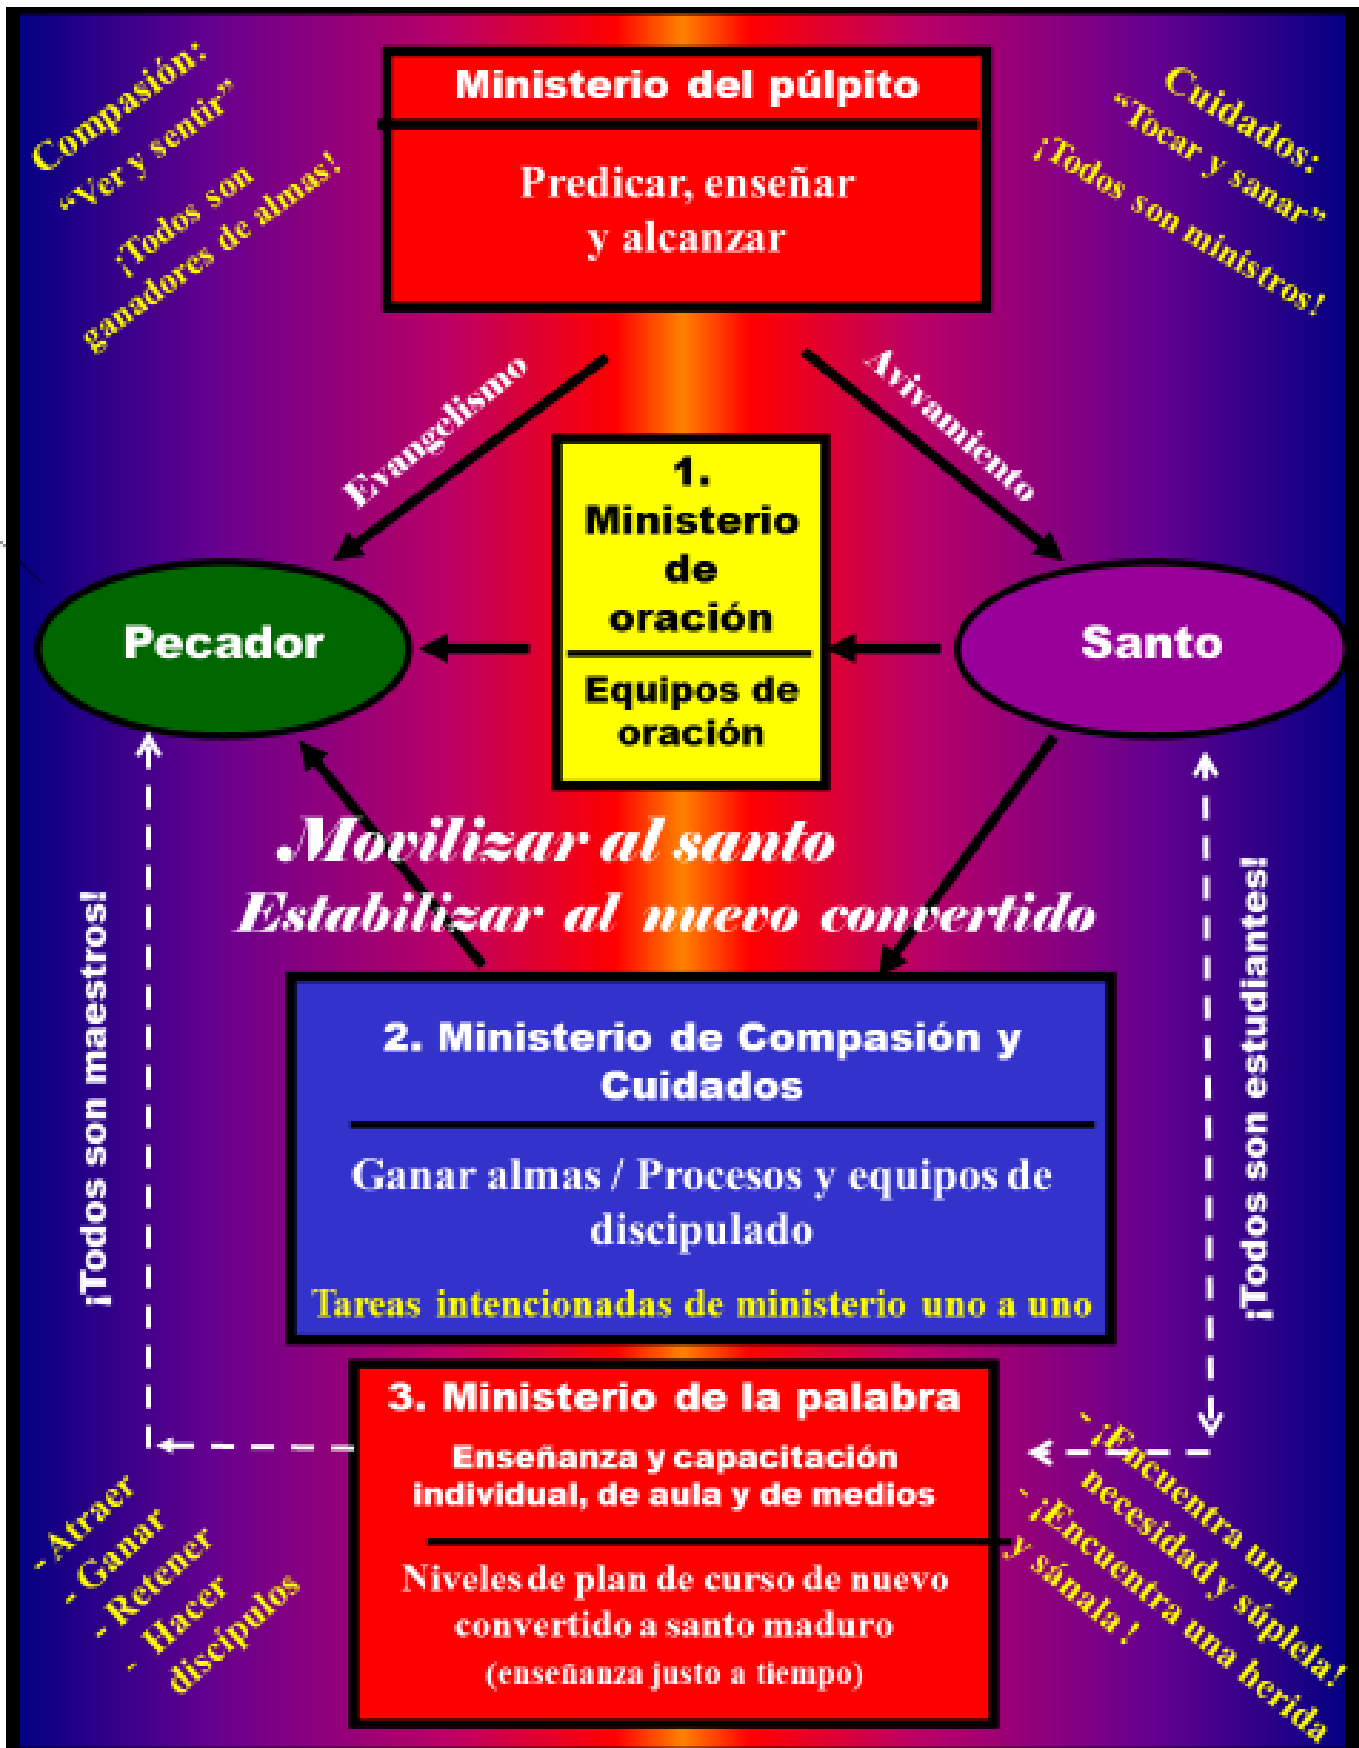 Compasión:
“Ver y sentir”
¡Todos son
ganadores de almas!
Ministerio del púlpito
Predicar, enseñar
y alcanzar
Cuidados:
“Tocar y sanar”
¡Todos son ministros!
Evangelismo
Avivamiento
1.
Ministerio
de
oración
Equipos de
oración
Pecador
Santo
Movilizar al santo
Estabilizar al nuevo convertido
¡Todos son maestros!
¡Todos son estudiantes!
2. Ministerio de Compasión y
Cuidados
Ganar almas / Procesos y equipos de
discipulado
Tareas intencionadas de ministerio uno a uno
3. Ministerio de la palabra
Enseñanza y capacitación
individual, de aula y de medios
Niveles de plan de curso de nuevo
convertido a santo maduro
(enseñanza justo a tiempo)
- Atraer
- Ganar
- Retener
- Hacer
discípulos
- ¡Encuentra una
necesidad y súplela!
- ¡Encuentra una herida
y sánala !